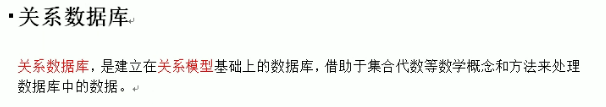 关系数据库
关系数据库，是建立在关系模型基础上的数据库，借助于集合代数等数学概念和方法来处理
数据库中的数据。